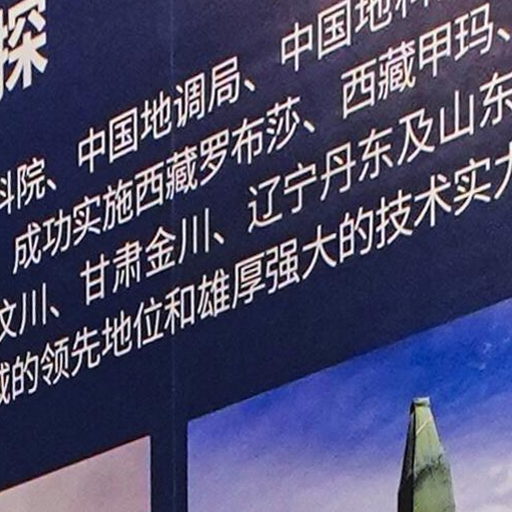 探
科院、中国地调局、中国地科
成功实施西藏罗布莎、西藏甲玛、
汶川、甘肃金川、辽宁丹东及山东
域的领先地位和雄厚强大的技术实力